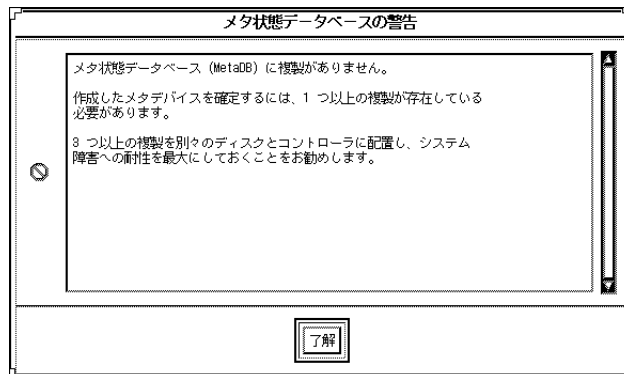 メタ状態データベースの警告
メタ状態データベース (MetaDB) に複製がありません。
作成したメタデバイスを確定するには、1 つ以上の複製が存在している
必要があります。
3 つ以上の複製を別々のディスクとコントローラに配置し、システム
障害への耐性を最大にしておくことをお勧めします。
了解